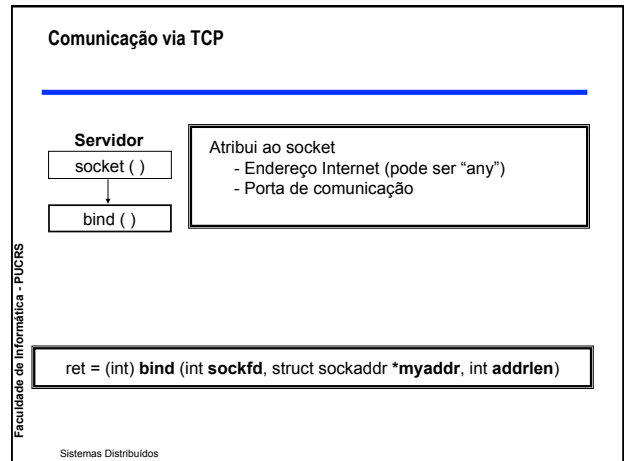 Comunicação via TCP
Servidor
socket ( )
bind ( )
Atribui ao socket
- Endereço Internet (pode ser “any”)
- Porta de comunicação
ret = (int) bind (int sockfd, struct sockaddr *myaddr, int addrlen)
Faculdade de Informática - PUCRS
Sistemas Distribuídos